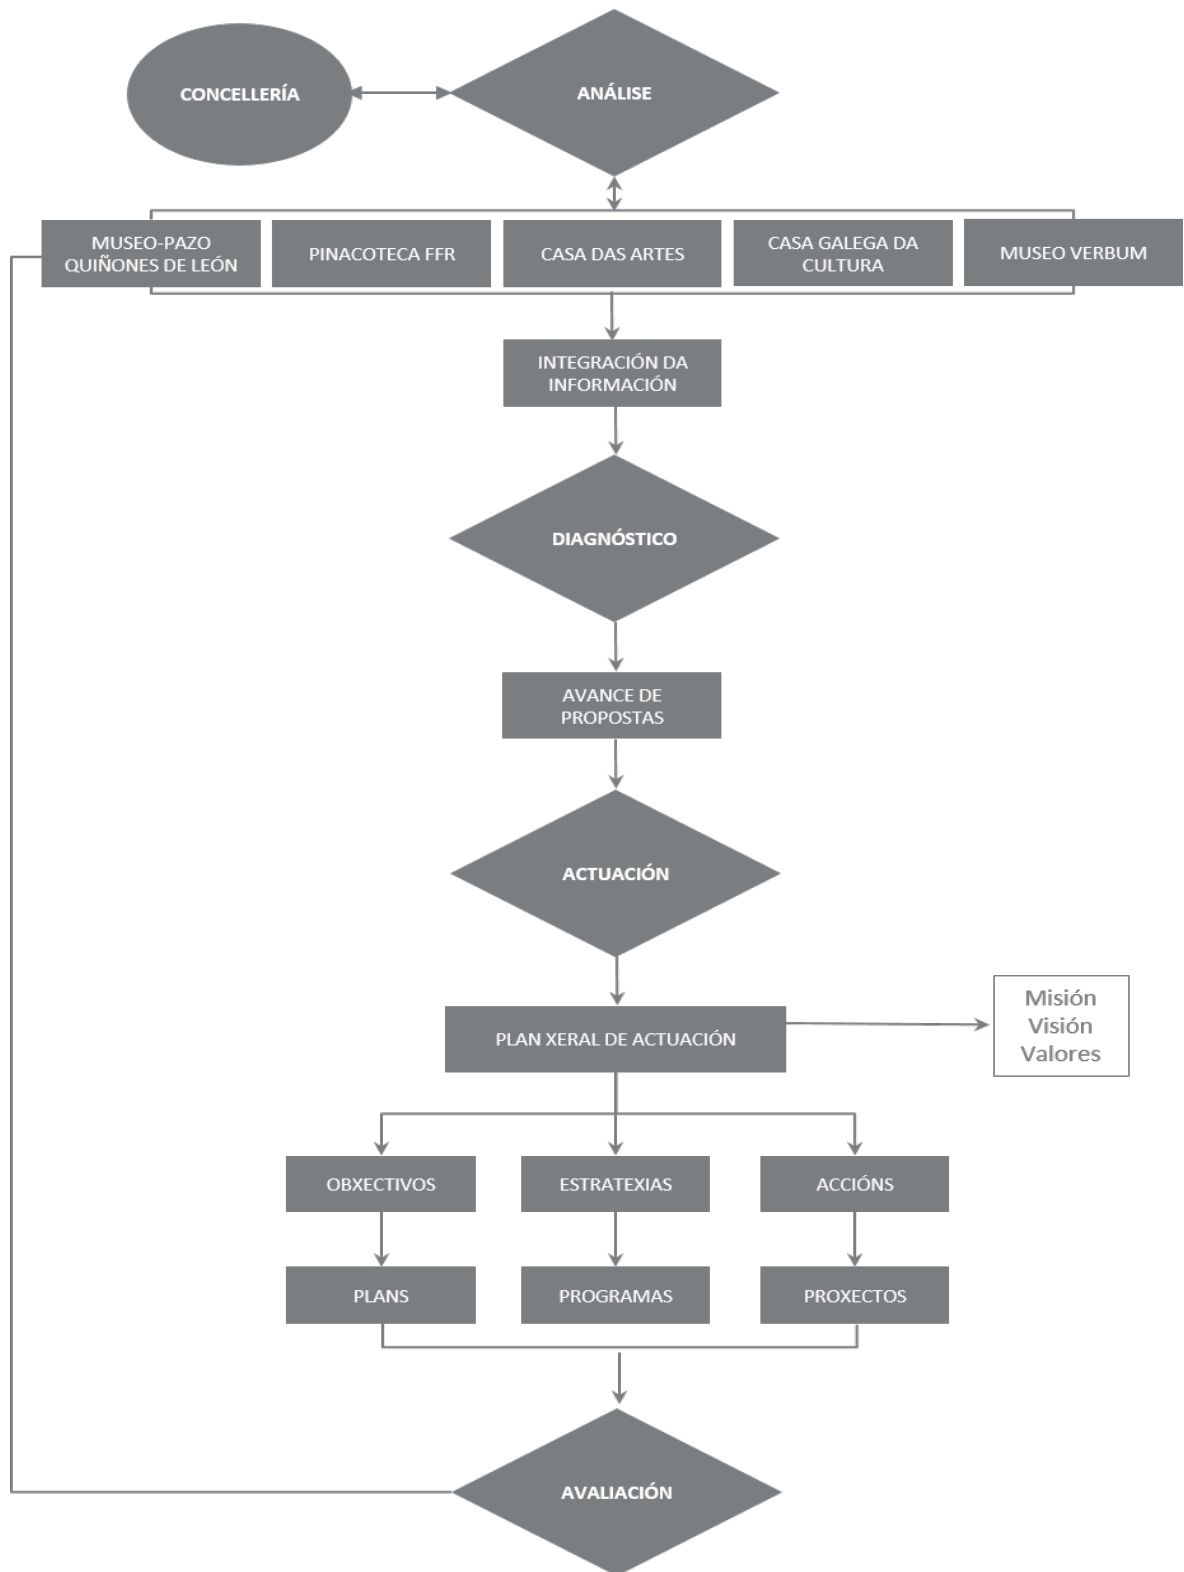 CONCELLERÍA
ANÁLISE
MUSEO-PAZO
QUIÑONES DE LEÓN
PINACOTECA FFR
CASA DAS ARTES
CASA GALEGA DA
CULTURA
MUSEO VERBUM
INTEGRACIÓN DA
INFORMACIÓN
DIAGNÓSTICO
AVANCE DE
PROPOSTAS
ACTUACIÓN
PLAN XERAL DE ACTUACIÓN
Misión
Visión
Valores
OBXECTIVOS
ESTRATEXIAS
ACCIÓNS
PLANS
PROGRAMAS
PROXECTOS
AVALIACIÓN